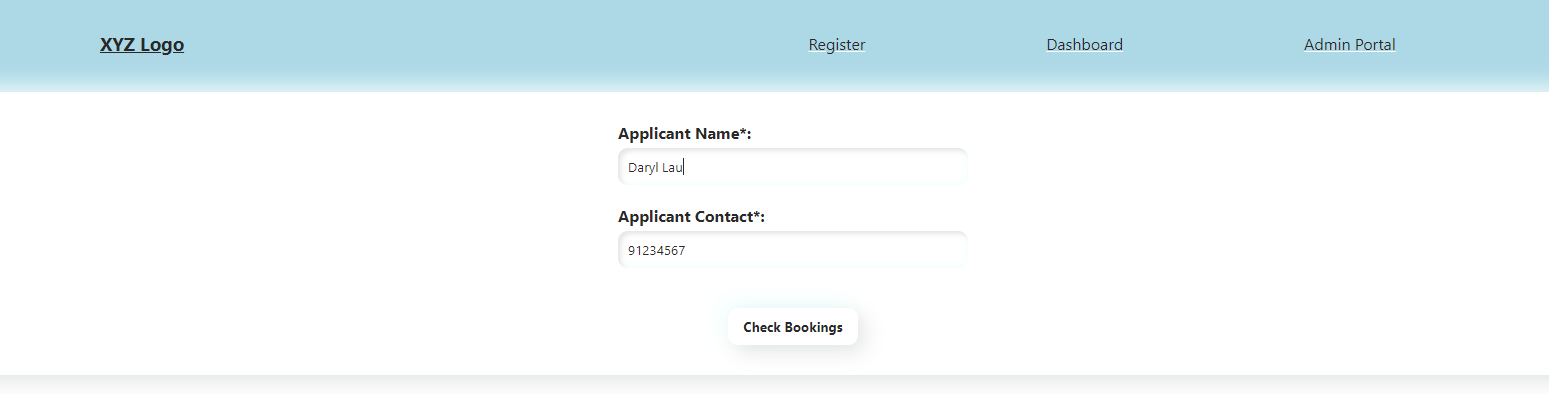 XYZ Logo Register Dashboard Admin Portal
Applicant Name*:
Daryl Lau
Applicant Contact*:
91234567
Check Bookings